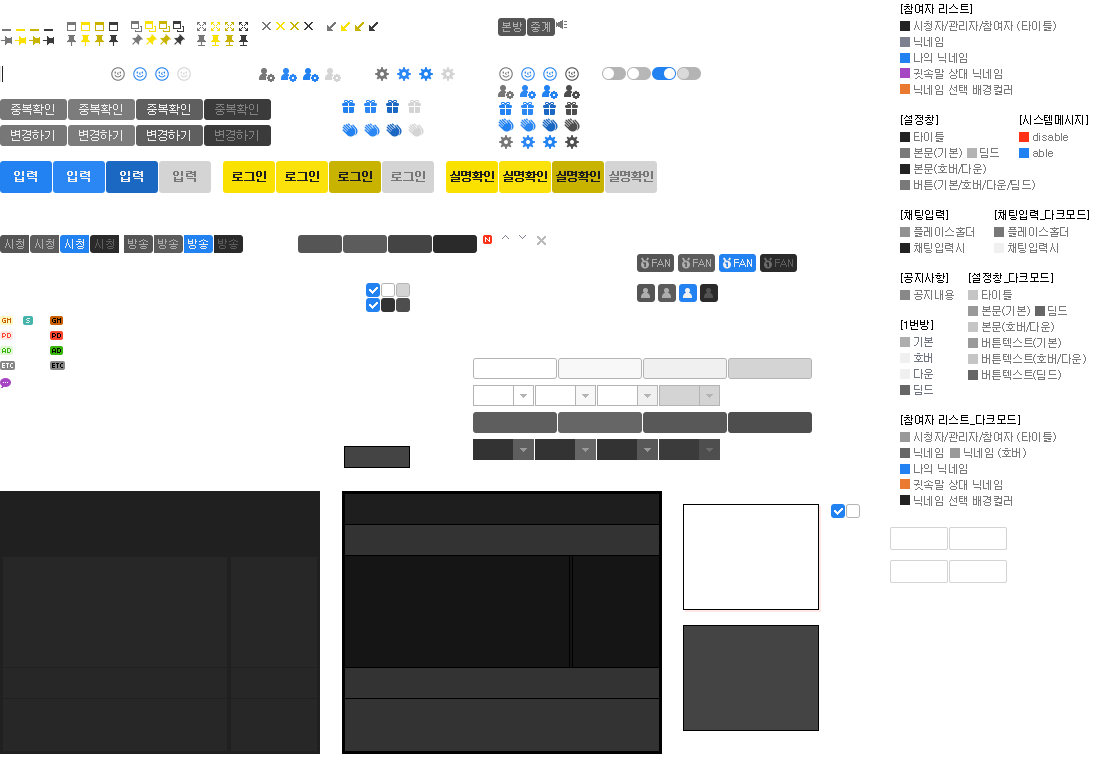 본방 중계
중복확인 중복확인 중복확인 중복확인
변경하기 변경하기 변경하기 변경하기
입력 입력 입력 입력 로그인 로그인 로그인 로그인 실명확인 실명확인 실명확인 실명확인
시청 시청 시청 시청 방송 방송 방송 방송
N
FAN FAN FAN FAN
GM S GM
PD PD
AD AD
ETC ETC
[참여자 리스트]
시청자/관리자/참여자 (타이틀)
닉네임
나의 닉네임
귓속말 상대 닉네임
닉네임 선택 배경컬러
[설정창]
타이틀
본문(기본) 딤드
본문(호버/다운)
버튼(기본/호버/다운/딤드)
[시스템메시지]
disable
able
[채팅입력]
플레이스홀더
채팅입력시
[채팅입력_다크모드]
플레이스홀더
채팅입력시
[공지사항]
공지내용
[1번방]
기본
호버
다운
딤드
[설정창_다크모드]
타이틀
본문(기본) 딤드
본문(호버/다운)
버튼텍스트(기본)
버튼텍스트(호버/다운)
버튼텍스트(딤드)
[참여자 리스트_다크모드]
시청자/관리자/참여자 (타이틀)
닉네임 닉네임 (호버)
나의 닉네임
귓속말 상대 닉네임
닉네임 선택 배경컬러